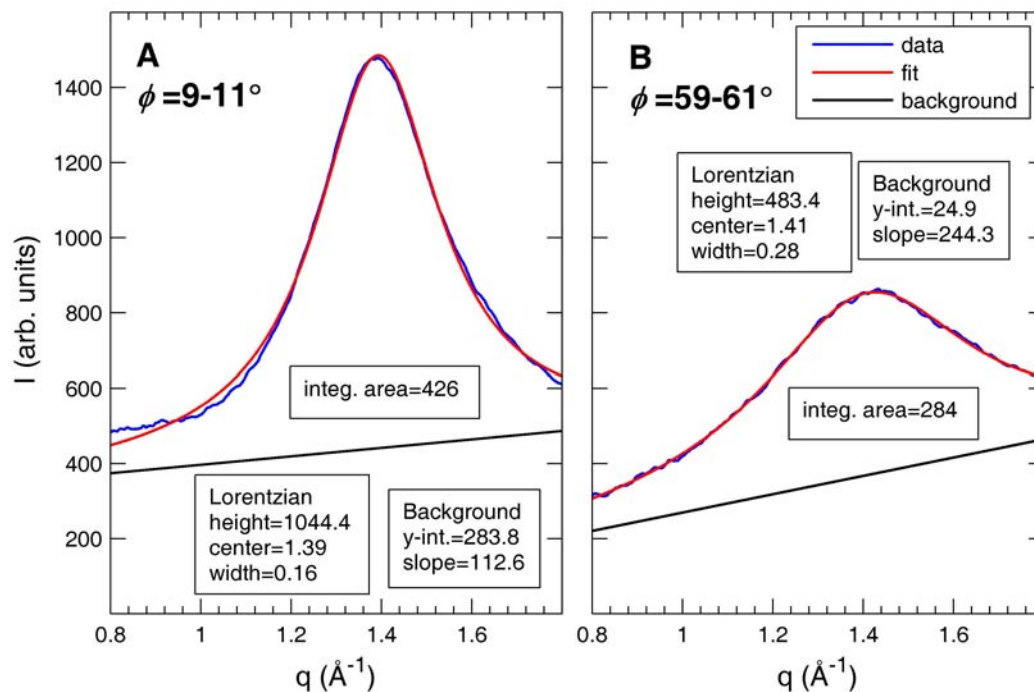 A
ϕ =9-11°
I (arb. units)
1400
1200
1000
800
600
400
200
integ. area=426
Lorentzian
height=1044.4
center=1.39
width=0.16
Background
y-int.=283.8
slope=112.6
0.8
1
1.2
1.4
1.6
1.8
q (Å⁻¹)
B
ϕ =59-61°
data
fit
background
Lorentzian
height=483.4
center=1.41
width=0.28
Background
y-int.=24.9
slope=244.3
integ. area=284
0.8
1
1.2
1.4
1.6
q (Å⁻¹)